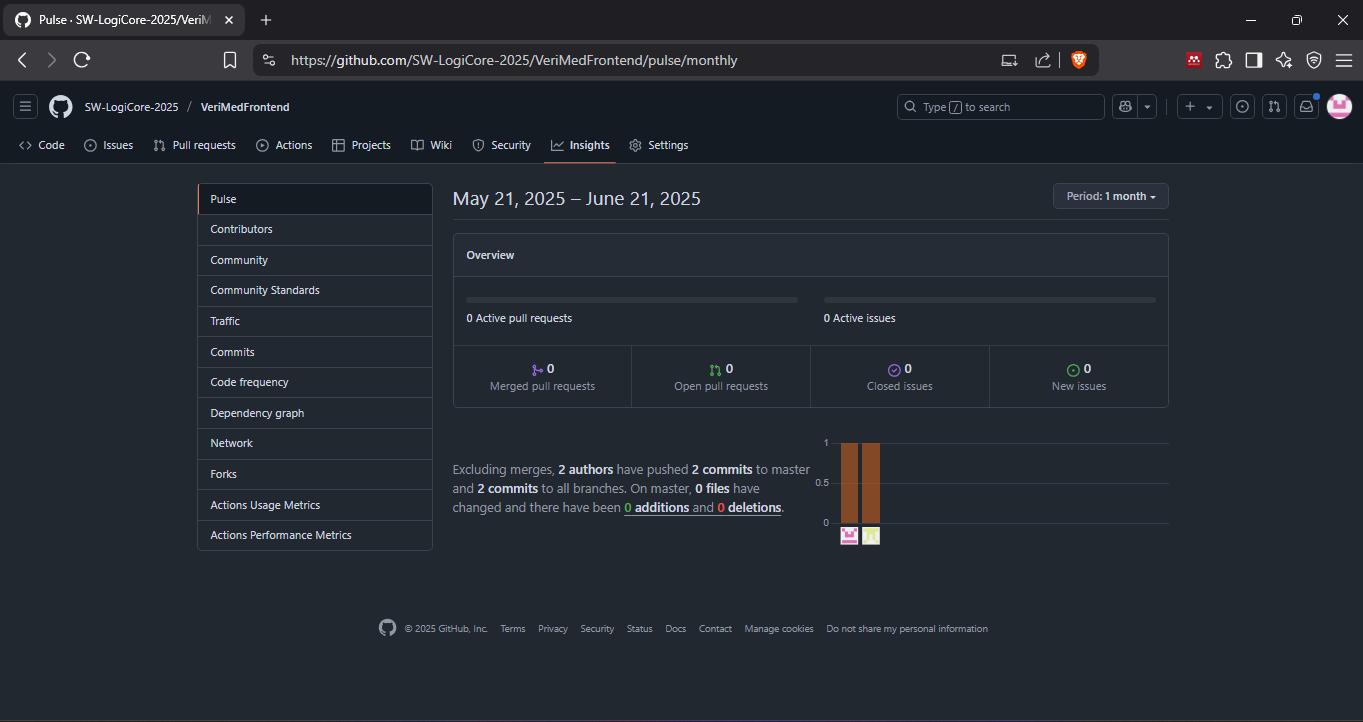 Pulse · SW-LogiCore-2025/VeriM
https://github.com/SW-LogiCore-2025/VeriMedFrontend/pulse/monthly
SW-LogiCore-2025 / VeriMedFrontend
Type / to search
Code Issues Pull requests Actions Projects Wiki Security Insights Settings
Pulse
Contributors
Community
Community Standards
Traffic
Commits
Code frequency
Dependency graph
Network
Forks
Actions Usage Metrics
Actions Performance Metrics
May 21, 2025 – June 21, 2025
Period: 1 month
Overview
0 Active pull requests
0 Active issues
0
Merged pull requests
0
Open pull requests
0
Closed issues
0
New issues
Excluding merges, 2 authors have pushed 2 commits to master
and 2 commits to all branches. On master, 0 files have
changed and there have been 0 additions and 0 deletions.
1
0.5
0
© 2025 GitHub, Inc. Terms Privacy Security Status Docs Contact Manage cookies Do not share my personal information